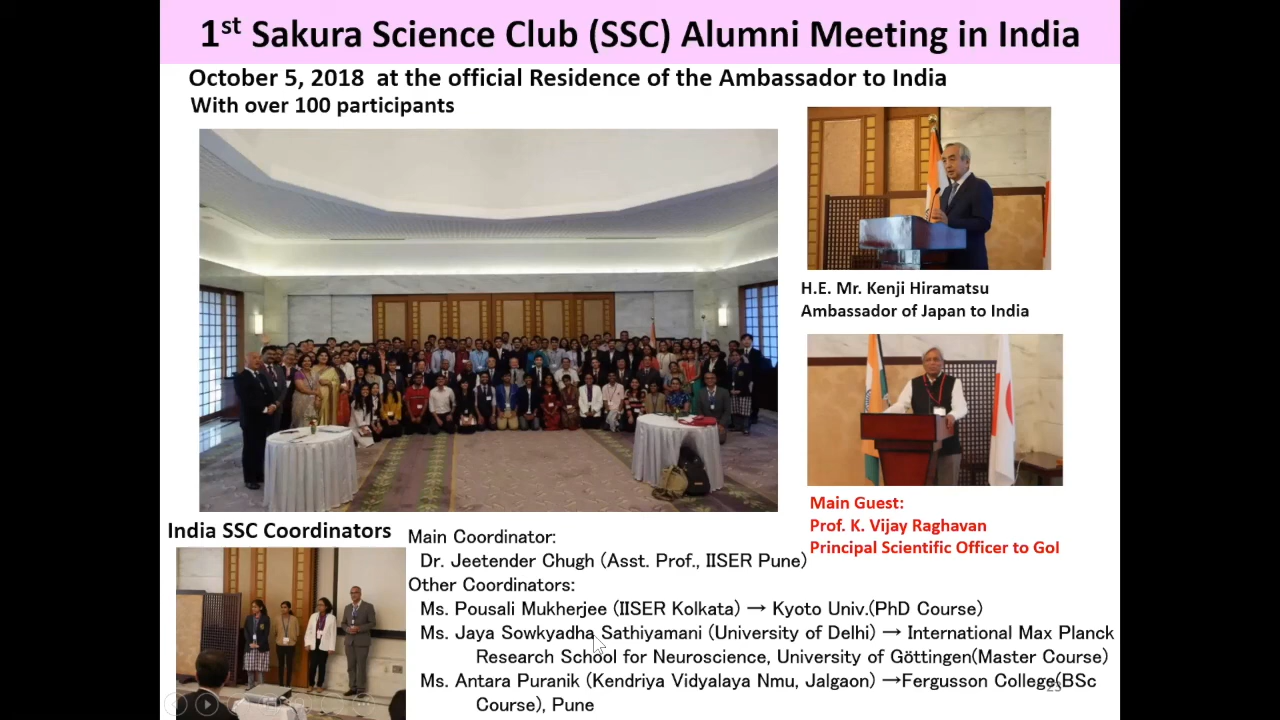 1st Sakura Science Club (SSC) Alumni Meeting in India
October 5, 2018 at the official Residence of the Ambassador to India
With over 100 participants
H.E. Mr. Kenji Hiramatsu
Ambassador of Japan to India
Main Guest:
Prof. K. Vijay Raghavan
Principal Scientific Officer to GoI
India SSC Coordinators
Main Coordinator:
Dr. Jeetender Chugh (Asst. Prof., IISER Pune)
Other Coordinators:
Ms. Pousali Mukherjee (IISER Kolkata) → Kyoto Univ.(PhD Course)
Ms. Jaya Sowkyadha Sathiyamani (University of Delhi) → International Max Planck
Research School for Neuroscience, University of Göttingen(Master Course)
Ms. Antara Puranik (Kendriya Vidyalaya Nmu, Jalgaon) →Fergusson College(BSc
Course), Pune
23